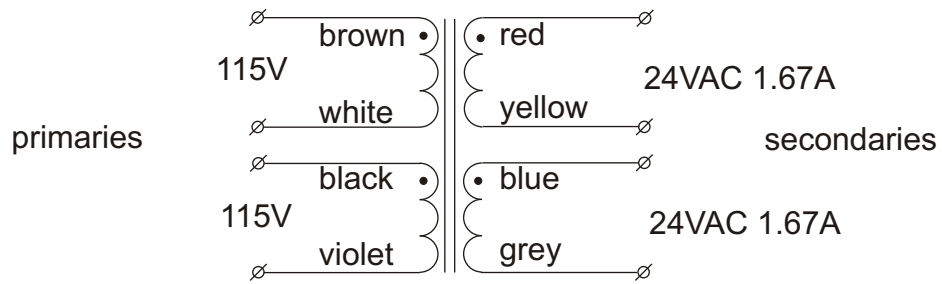 brown
red
115V
24VAC 1.67A
white
yellow
primaries
secondaries
black
blue
115V
24VAC 1.67A
violet
grey